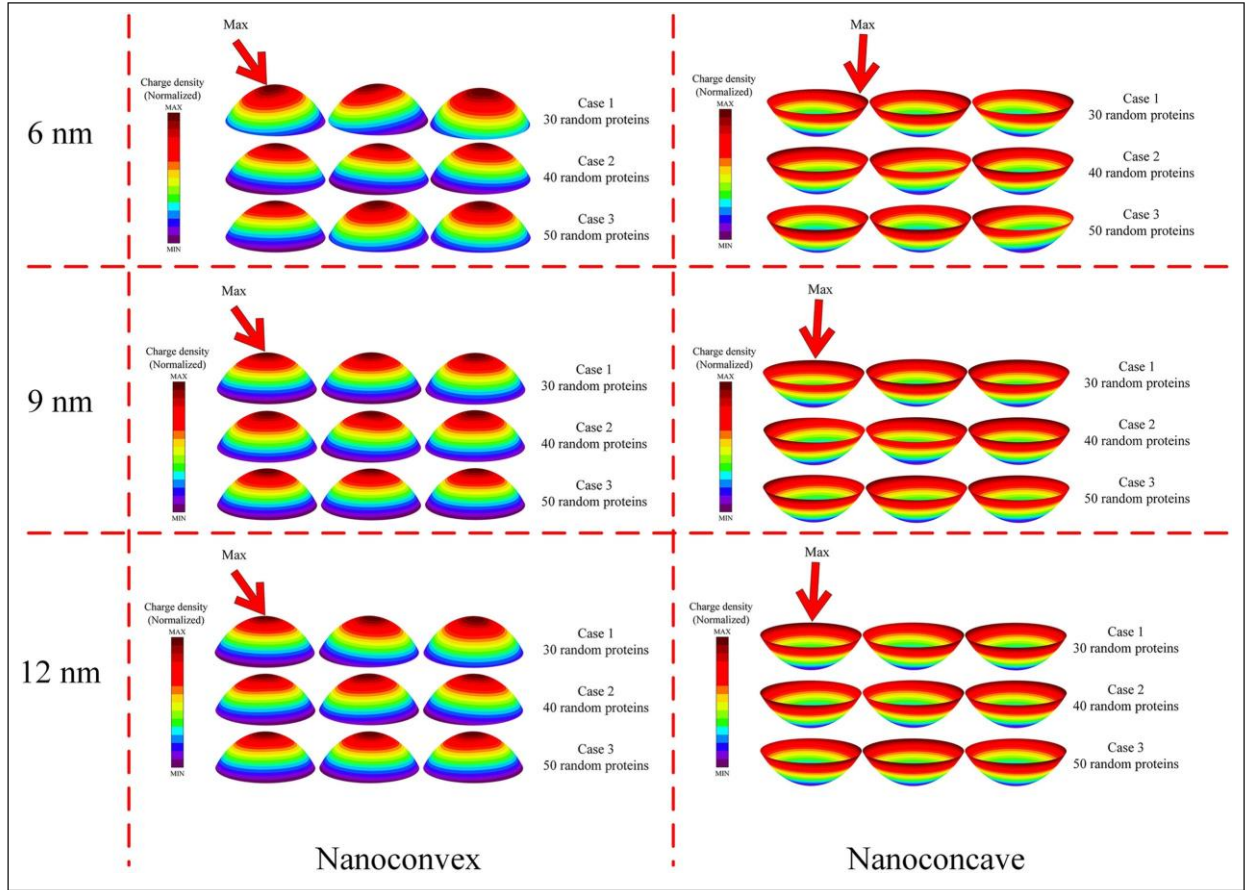 6 nm
Max
Charge density
(Normalized)
MAX
MIN
Case 1
30 random proteins
Case 2
40 random proteins
Case 3
50 random proteins
Max
Charge density
(Normalized)
MAX
MIN
Case 1
30 random proteins
Case 2
40 random proteins
Case 3
50 random proteins
9 nm
Max
Charge density
(Normalized)
MAX
MIN
Case 1
30 random proteins
Case 2
40 random proteins
Case 3
50 random proteins
Max
Charge density
(Normalized)
MAX
MIN
Case 1
30 random proteins
Case 2
40 random proteins
Case 3
50 random proteins
12 nm
Max
Charge density
(Normalized)
MAX
MIN
Case 1
30 random proteins
Case 2
40 random proteins
Case 3
50 random proteins
Max
Charge density
(Normalized)
MAX
MIN
Case 1
30 random proteins
Case 2
40 random proteins
Case 3
50 random proteins
Nanoconvex
Nanoconcave